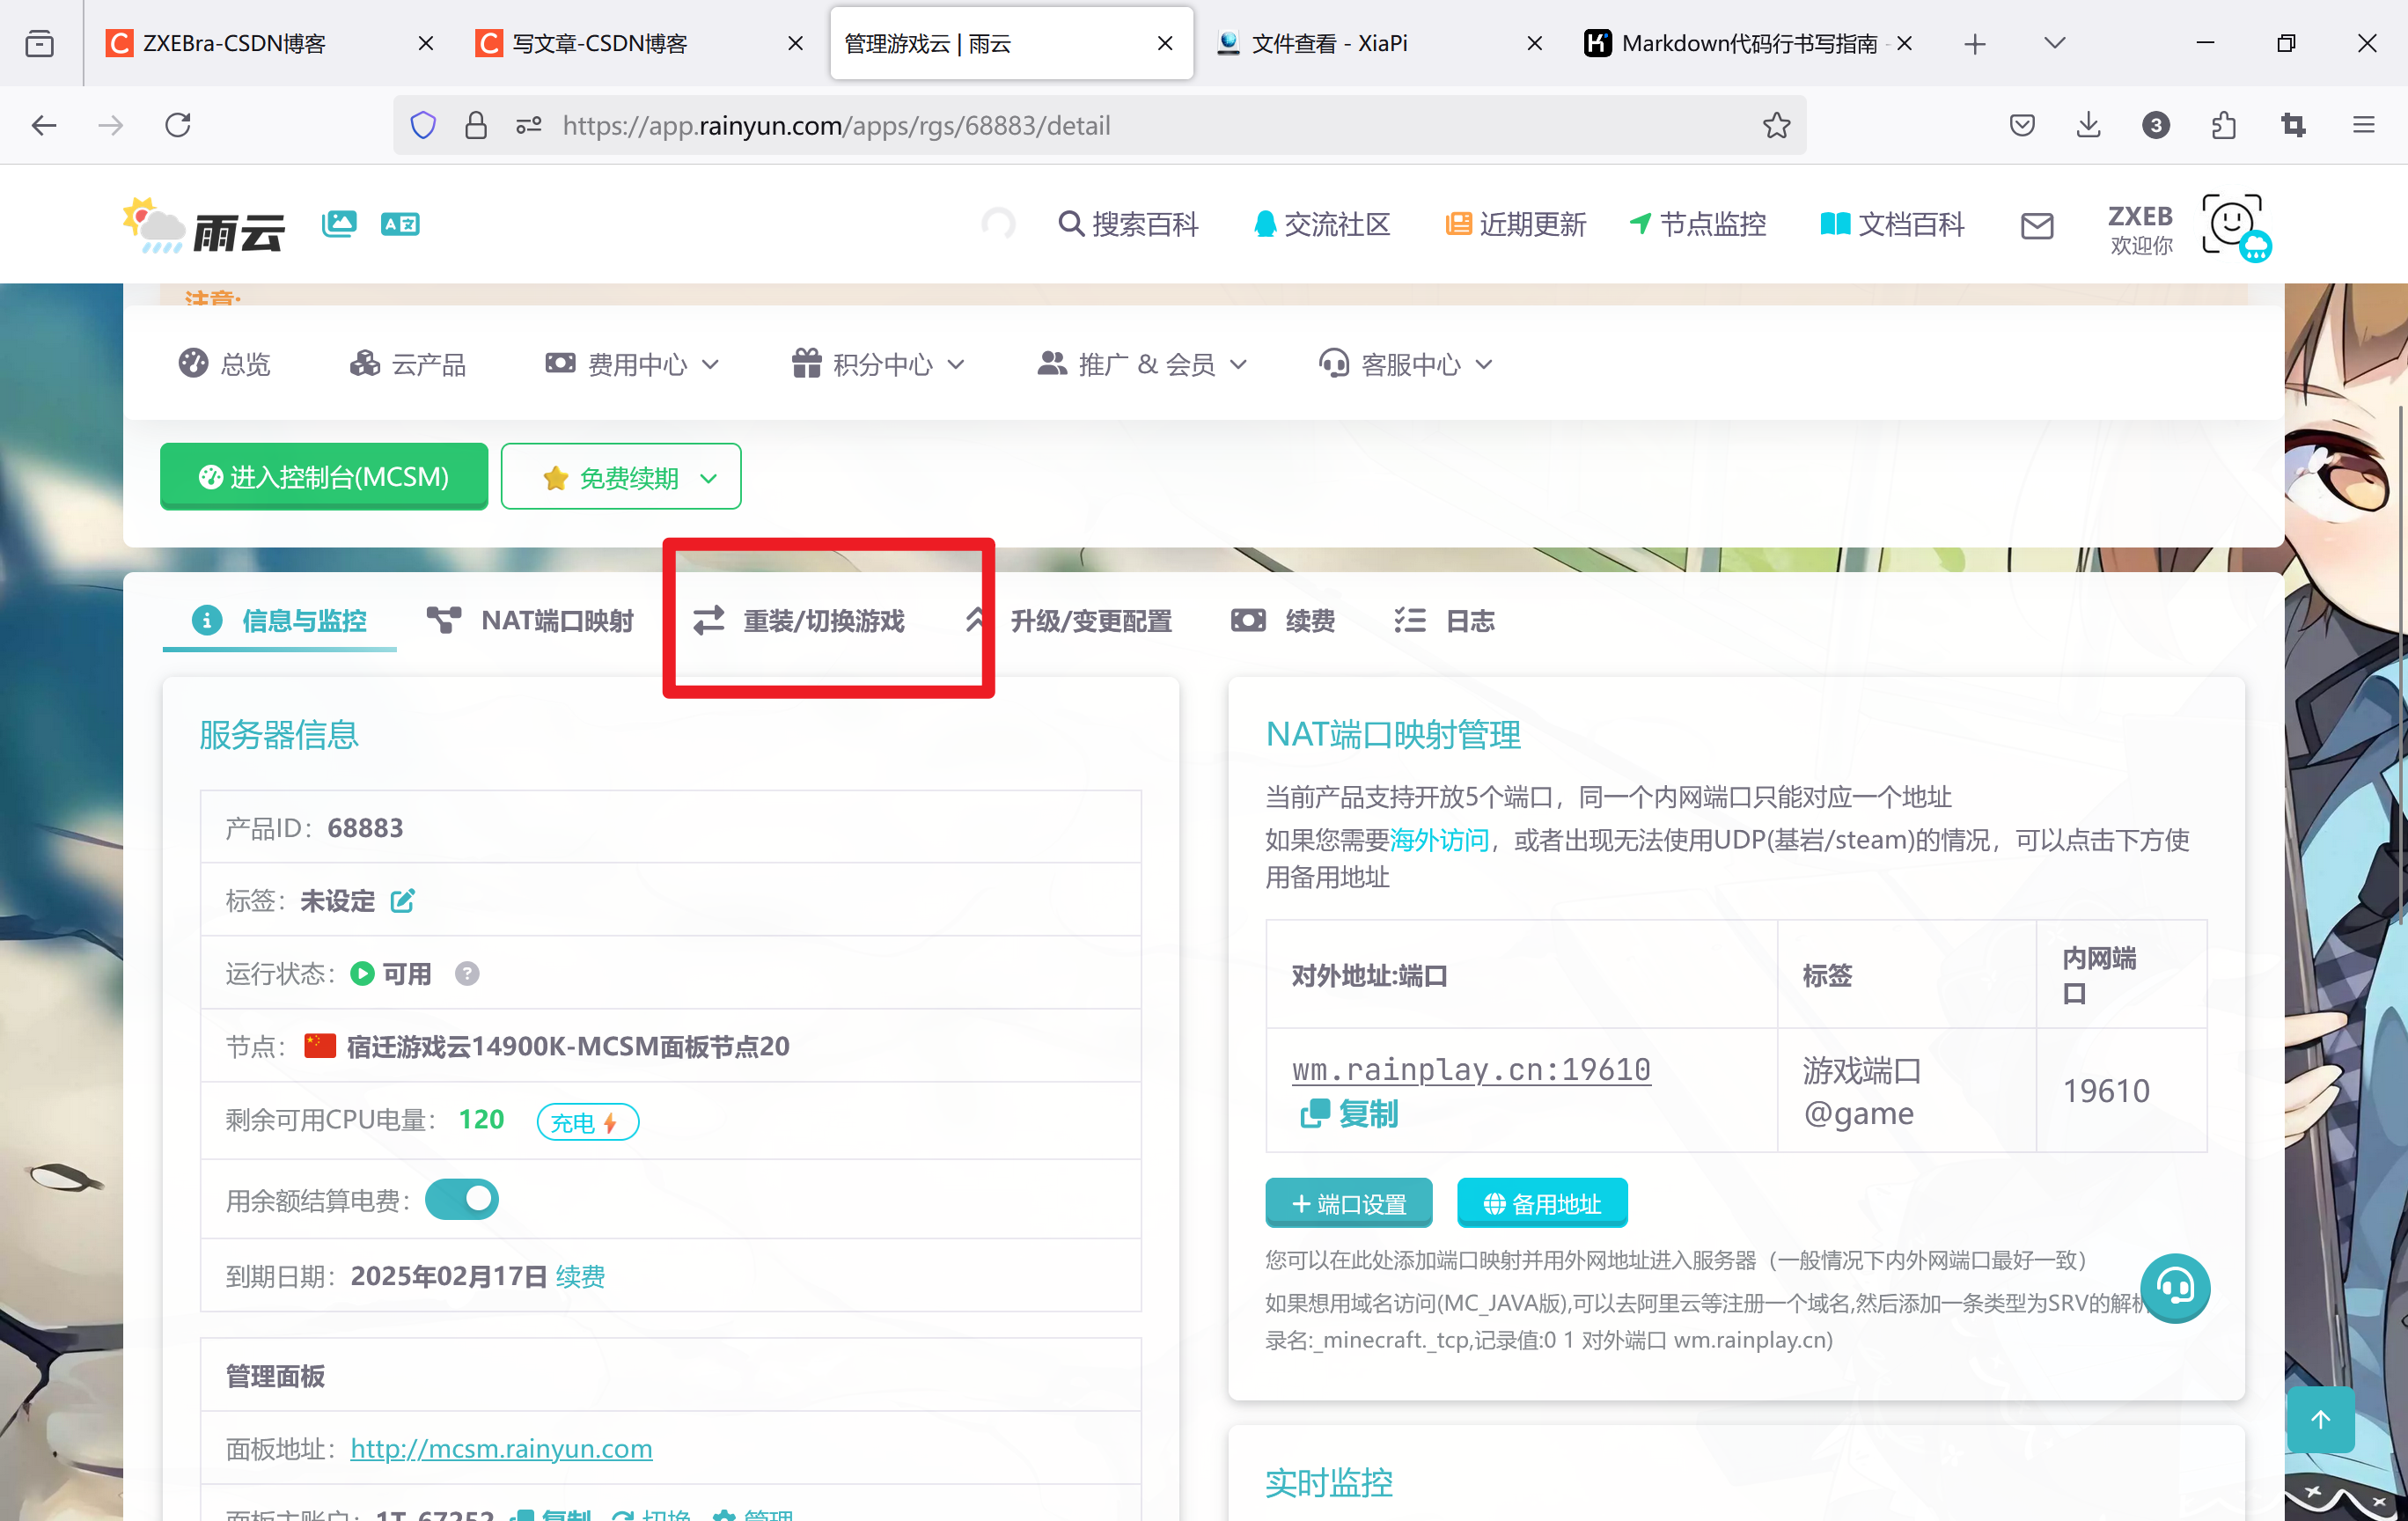 ZXEBra-CSDN博客
写文章-CSDN博客
管理游戏云 | 雨云
文件查看 - XiaPi
Markdown代码行书写指南 -
https://app.rainyun.com/apps/rgs/68883/detail
3
雨云
A 文
搜索百科
交流社区
近期更新
节点监控
文档百科
ZXEB
欢迎你
注意:
总览
云产品
费用中心
积分中心
推广 & 会员
客服中心
进入控制台(MCSM)
免费续期
信息与监控
NAT端口映射
重装/切换游戏
升级/变更配置
续费
日志
服务器信息
产品ID：68883
标签：未设定
运行状态：可用 ?
节点：宿迁游戏云14900K-MCSM面板节点20
剩余可用CPU电量：120 充电
用余额结算电费：
到期日期：2025年02月17日 续费
管理面板
面板地址：http://mcsm.rainyun.com
面板主账户：1T-67253 复制 切换 管理
NAT端口映射管理
当前产品支持开放5个端口，同一个内网端口只能对应一个地址
如果您需要海外访问，或者出现无法使用UDP(基岩/steam)的情况，可以点击下方使
用备用地址
对外地址:端口
标签
内网端
口
wm.rainplay.cn:19610
复制
游戏端口
@game
19610
端口设置
备用地址
您可以在此处添加端口映射并用外网地址进入服务器（一般情况下内外网端口最好一致）
如果想用域名访问(MC_JAVA版),可以去阿里云等注册一个域名,然后添加一条类型为SRV的解析
录名:_minecraft._tcp,记录值:0 1 对外端口 wm.rainplay.cn)
实时监控